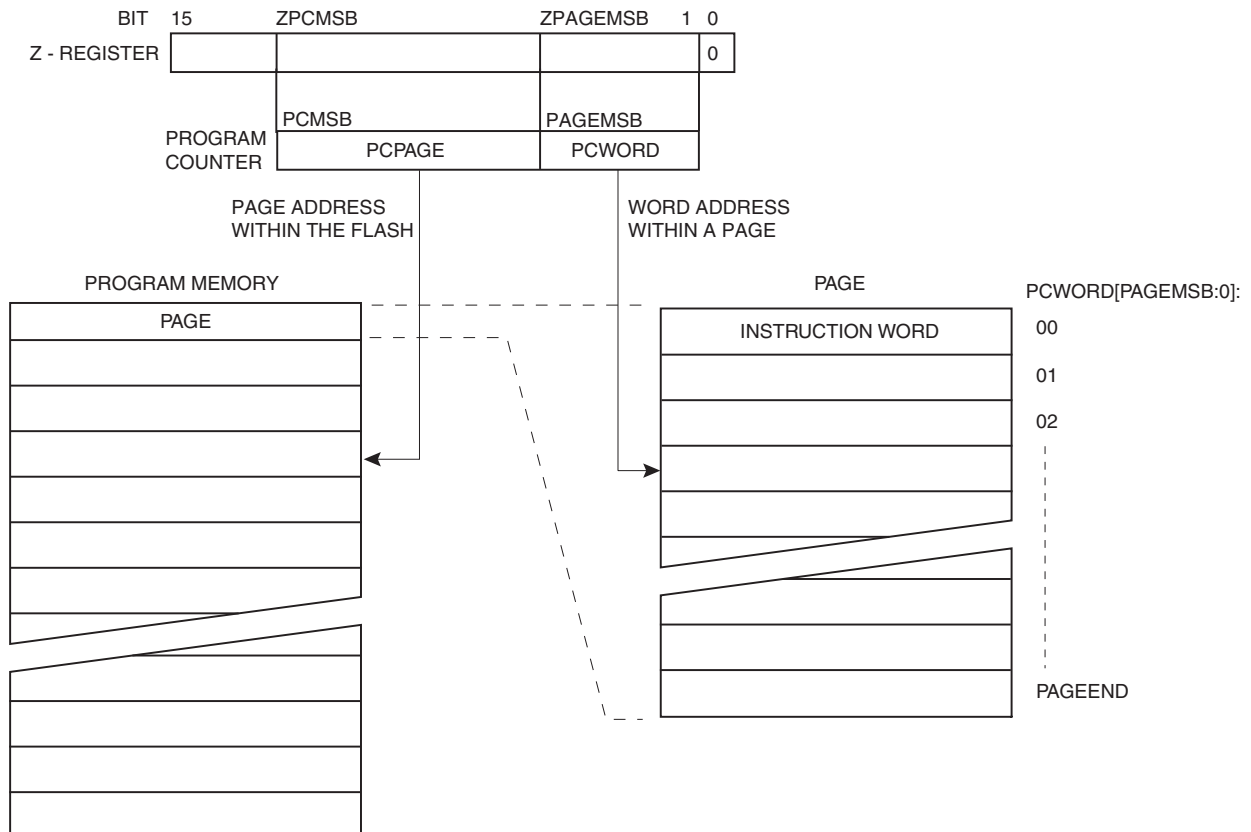 BIT 15 ZPCMSB ZPAGEMSB 1 0
Z - REGISTER 0
PCMSB PAGEMSB
PROGRAM
COUNTER
PCPAGE PCWORD
PAGE ADDRESS
WITHIN THE FLASH
WORD ADDRESS
WITHIN A PAGE
PROGRAM MEMORY
PAGE
PAGE
PCWORD[PAGEMSB:0]:
INSTRUCTION WORD 00
01
02
PAGEEND